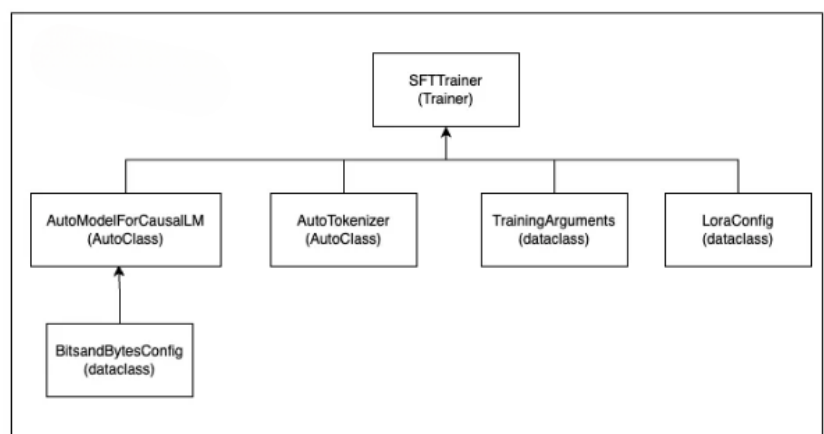 SFTTrainer
(Trainer)
AutoModelForCausalLM
(AutoClass)
AutoTokenizer
(AutoClass)
TrainingArguments
(dataclass)
LoraConfig
(dataclass)
BitsandBytesConfig
(dataclass)